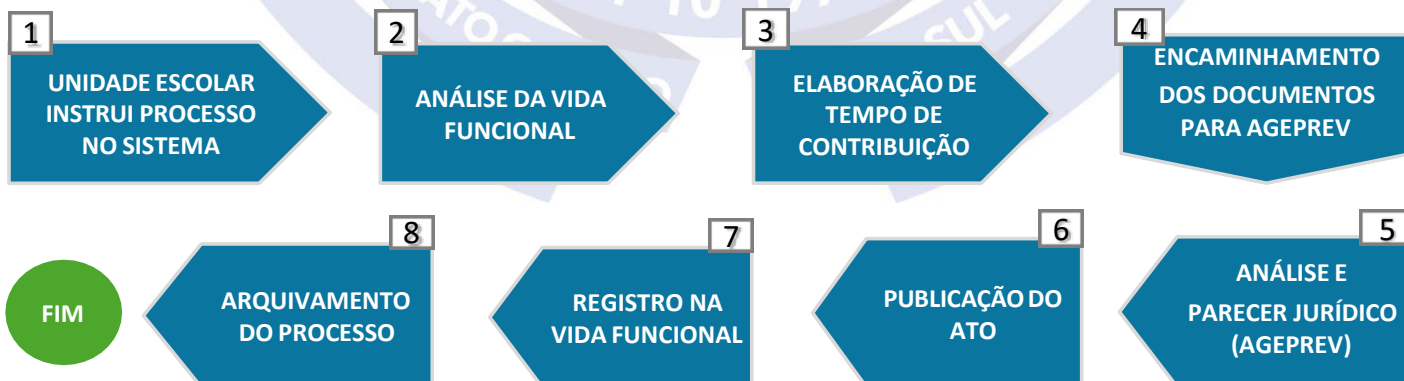 1
UNIDADE ESCOLAR
INSTRUI PROCESSO
NO SISTEMA
2
ANÁLISE DA VIDA
FUNCIONAL
3
ELABORAÇÃO DE
TEMPO DE
CONTRIBUIÇÃO
4
ENCAMINHAMENTO
DOS DOCUMENTOS
PARA AGEPREV
5
ANÁLISE E
PARECER JURÍDICO
(AGEPREV)
6
PUBLICAÇÃO DO
ATO
7
REGISTRO NA
VIDA FUNCIONAL
8
ARQUIVAMENTO
DO PROCESSO
FIM